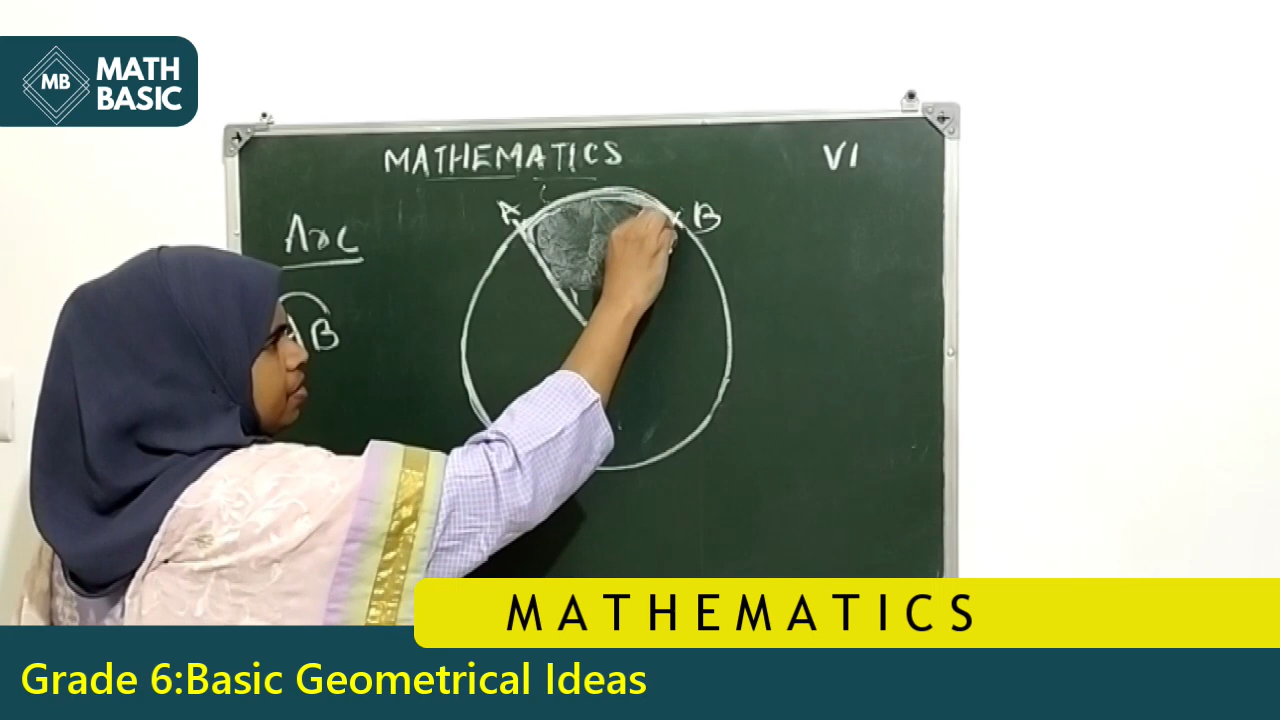 MB
MATH
BASIC
MATHEMATICS
VI
A
B
Arc
B
MATHEMATICS
Grade 6:Basic Geometrical Ideas